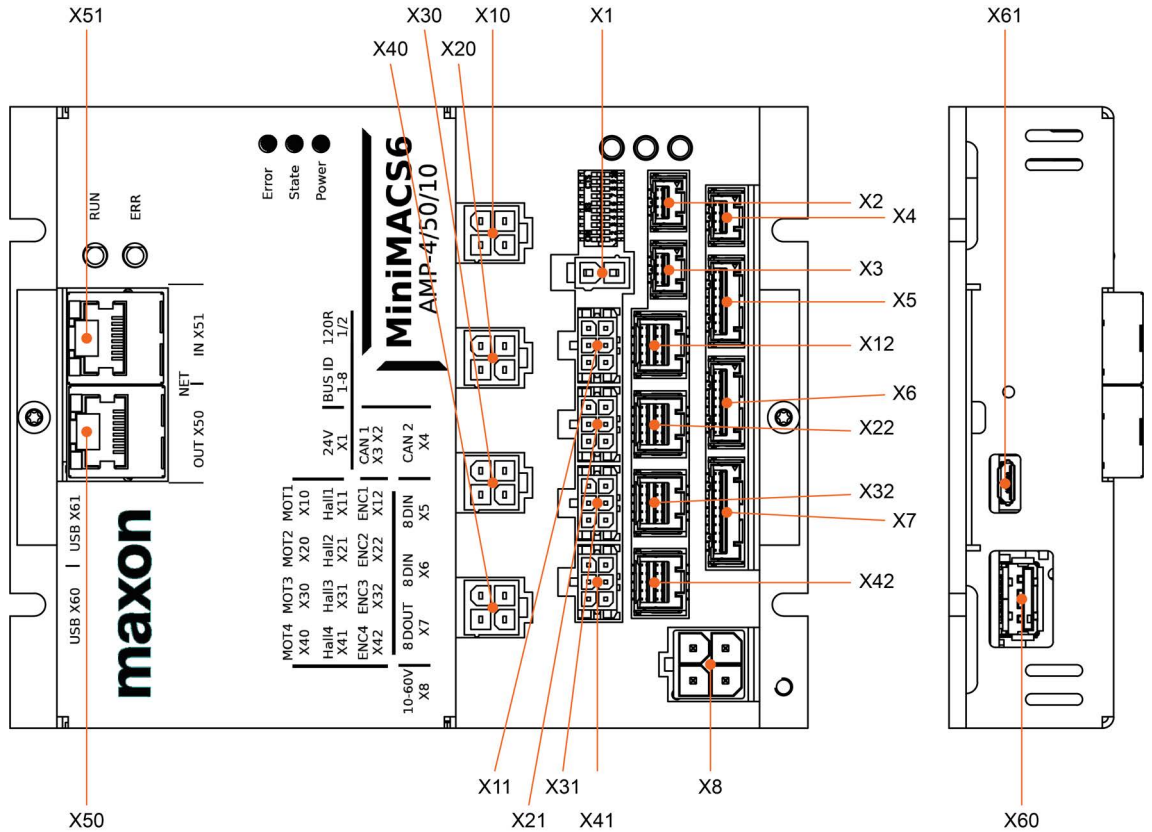 X51
X30
X10
X1
X61
X40
X20
RUN
ERR
Error
State
Power
MiniMACS6
AMP-4/50/10
X2
X4
X3
X5
X12
X6
X22
X32
X7
X42
IN X51
NET
OUT X50
BUS ID 120R
1-8 1/2
24V
X1
CAN 1
X3 X2
CAN 2
X4
USB X60 | USB X61
maxon
MOT4 MOT3 MOT2 MOT1
X40 X30 X20 X10
Hall4 Hall3 Hall2 Hall1
X41 X31 X21 X11
ENC4 ENC3 ENC2 ENC1
X42 X32 X22 X12
10-60V 8 DOUT 8 DIN 8 DIN
X8 X7 X6 X5
X11
X31
X8
X50
X21
X41
X60